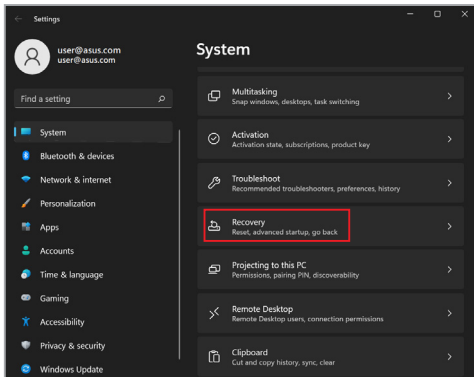 Settings
user@asus.com
user@asus.com
Find a setting
System
Bluetooth & devices
Network & internet
Personalization
Apps
Accounts
Time & language
Gaming
Accessibility
Privacy & security
Windows Update
System
Multitasking
Snap windows, desktops, task switching
Activation
Activation state, subscriptions, product key
Troubleshoot
Recommended troubleshooters, preferences, history
Recovery
Reset, advanced startup, go back
Projecting to this PC
Permissions, pairing PIN, discoverability
Remote Desktop
Remote Desktop users, connection permissions
Clipboard
Cut and copy history, sync, clear